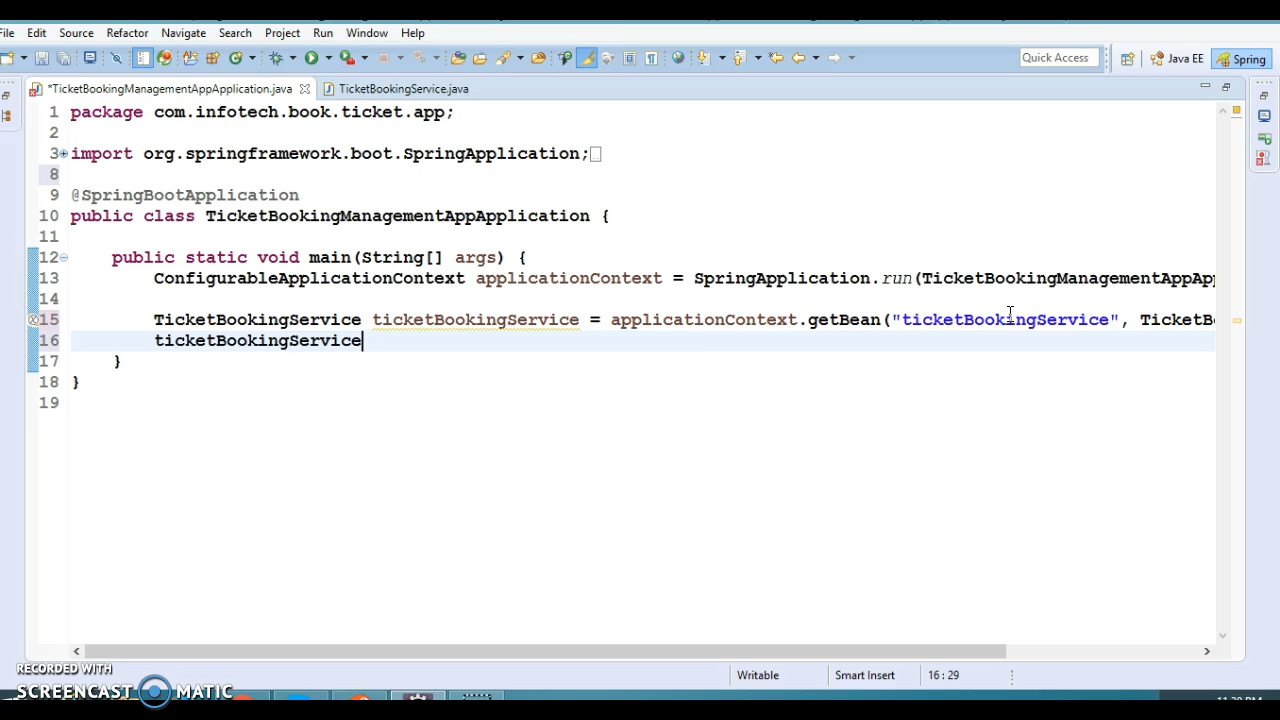 File Edit Source Refactor Navigate Search Project Run Window Help
Quick Access Java EE Spring
*TicketBookingManagementAppApplication.java TicketBookingService.java
1 package com.infotech.book.ticket.app;
2
3 import org.springframework.boot.SpringApplication;
8
9 @SpringBootApplication
10 public class TicketBookingManagementAppApplication {
11
12 public static void main(String[] args) {
13 ConfigurableApplicationContext applicationContext = SpringApplication.run(TicketBookingManagementAppApp
14
15 TicketBookingService ticketBookingService = applicationContext.getBean("ticketBookingService", TicketB
16 ticketBookingService
17 }
18 }
19
Writable Smart Insert 16 : 29
RECORDED WITH
SCREENCAST MATIC